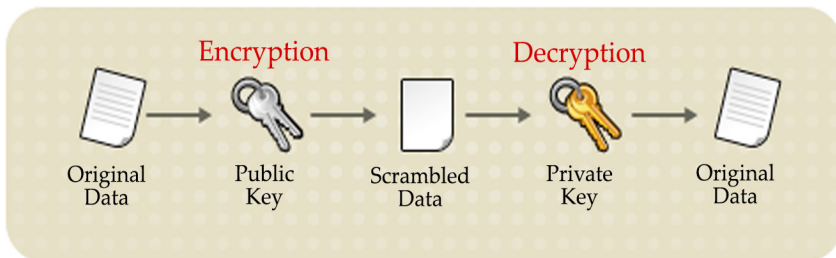 Encryption
Decryption
Original
Data
Public
Key
Scrambled
Data
Private
Key
Original
Data